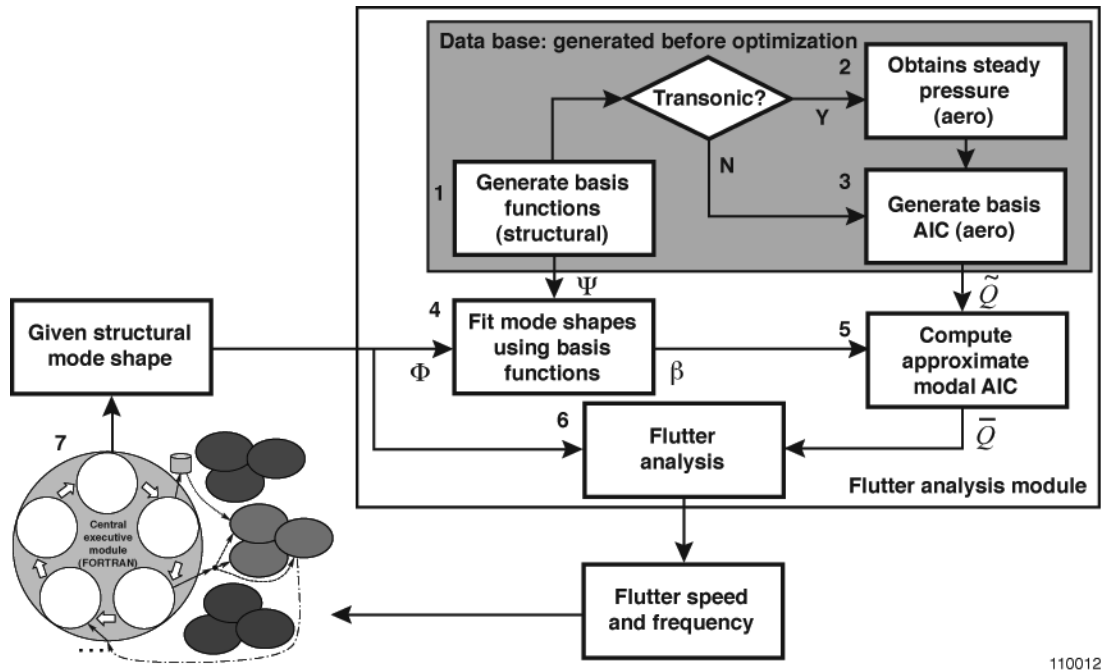 Data base: generated before optimization
Transonic?
Y
N
2
Obtains steady
pressure
(aero)
1
Generate basis
functions
(structural)
3
Generate basis
AIC (aero)
Ψ
Q̃
Given structural
mode shape
Φ
4
Fit mode shapes
using basis
functions
β
5
Compute
approximate
modal AIC
Q̄
6
Flutter
analysis
Flutter analysis module
7
Central
executive
module
(FORTRAN)
Flutter speed
and frequency
110012